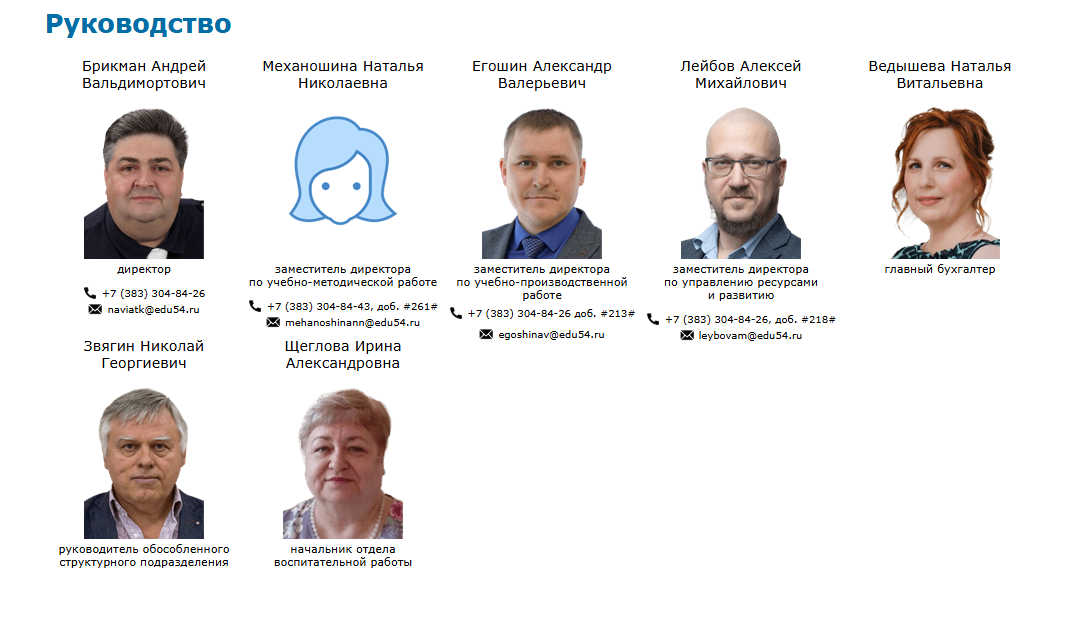 Руководство
Брикман Андрей
Вальдимортович
директор
+7 (383) 304-84-26
naviatk@edu54.ru
Механошина Наталья
Николаевна
заместитель директора
по учебно-методической работе
+7 (383) 304-84-43, доб. #261#
mehanoshinann@edu54.ru
Егошин Александр
Валерьевич
заместитель директора
по учебно-производственной
работе
+7 (383) 304-84-26 доб. #213#
egoshinav@edu54.ru
Лейбов Алексей
Михайлович
заместитель директора
по управлению ресурсами
и развитию
+7 (383) 304-84-26, доб. #218#
leybovam@edu54.ru
Ведышева Наталья
Витальевна
главный бухгалтер
Звягин Николай
Георгиевич
руководитель обособленного
структурного подразделения
Щеглова Ирина
Александровна
начальник отдела
воспитательной работы